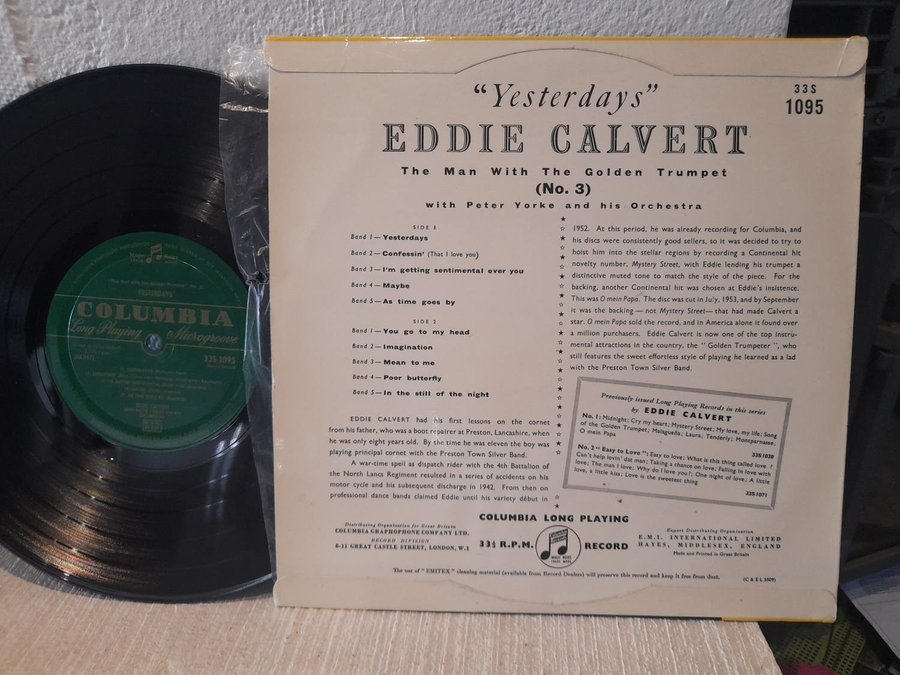 "Yesterdays"
33S
1095
EDDIE CALVERT
The Man With The Golden Trumpet
(No. 3)
with Peter Yorke and his Orchestra
SIDE 1
Band 1—Yesterdays
Band 2—Confessin' (That I love you)
Band 3—I'm getting sentimental over you
Band 4—Maybe
Band 5—As time goes by
SIDE 2
Band 1—You go to my head
Band 2—Imagination
Band 3—Mean to me
Band 4—Poor butterfly
Band 5—In the still of the night
EDDIE CALVERT had his first lessons on the cornet
from his father, who was a boot repairer at Preston, Lancashire, when
he was only eight years old. By the time he was eleven the boy was
playing principal cornet with the Preston Town Silver Band.
A war-time spell as dispatch rider with the 4th Battalion of
the North Lancs Regiment resulted in a series of accidents on his
motor cycle and his subsequent discharge in 1942. From then on
professional dance bands claimed Eddie until his variety début in
1952. At this period, he was already recording for Columbia, and
his discs were consistently good sellers, so it was decided to try to
hoist him into the stellar regions by recording a Continental hit
novelty number, Mystery Street, with Eddie lending his trumpet a
distinctive muted tone to match the style of the piece. For the
backing, another Continental hit was chosen at Eddie's insistence.
This was O mein Papa. The disc was cut in July, 1953, and by September
it was the backing — not Mystery Street— that had made Calvert a
star. O mein Papa sold the record, and in America alone it found over
a million purchasers. Eddie Calvert is now one of the top instru-
mental attractions in the country, the "Golden Trumpeter", who
still features the sweet effortless style of playing he learned as a lad
with the Preston Town Silver Band.
Previously issued Long Playing Records in this series
by EDDIE CALVERT
No. 1: Midnight; Cry my heart; Mystery Street; My love, my life; Song
of the Golden Trumpet; Malagueña; Laura; Tenderly; Montparnasse.
O mein Papa
33S1020
No. 2 "Easy to Love": Easy to love; What is this thing called love?
Can't help lovin' dat man; Taking a chance on love; Falling in love with
love; The man I love; Why do I love you?; One night of love; A little
love, a little kiss; Love is the sweetest thing
33S 1071
Distributing Organisation for Great Britain
COLUMBIA GRAPHOPHONE COMPANY LTD.
RECORD DIVISION
8-11 GREAT CASTLE STREET, LONDON, W.1
COLUMBIA LONG PLAYING
33⅓ R.P.M. RECORD
Export Distributing Organisation
E.M.I. INTERNATIONAL LIMITED
HAYES, MIDDLESEX, ENGLAND
Made and Printed in Great Britain
The use of "EMITEX" cleaning material (available from Record Dealers) will preserve this record and keep it free from dust.
(C & E L 1009)
YESTERDAYS
COLUMBIA
Long Playing Microgroove
33S 1095